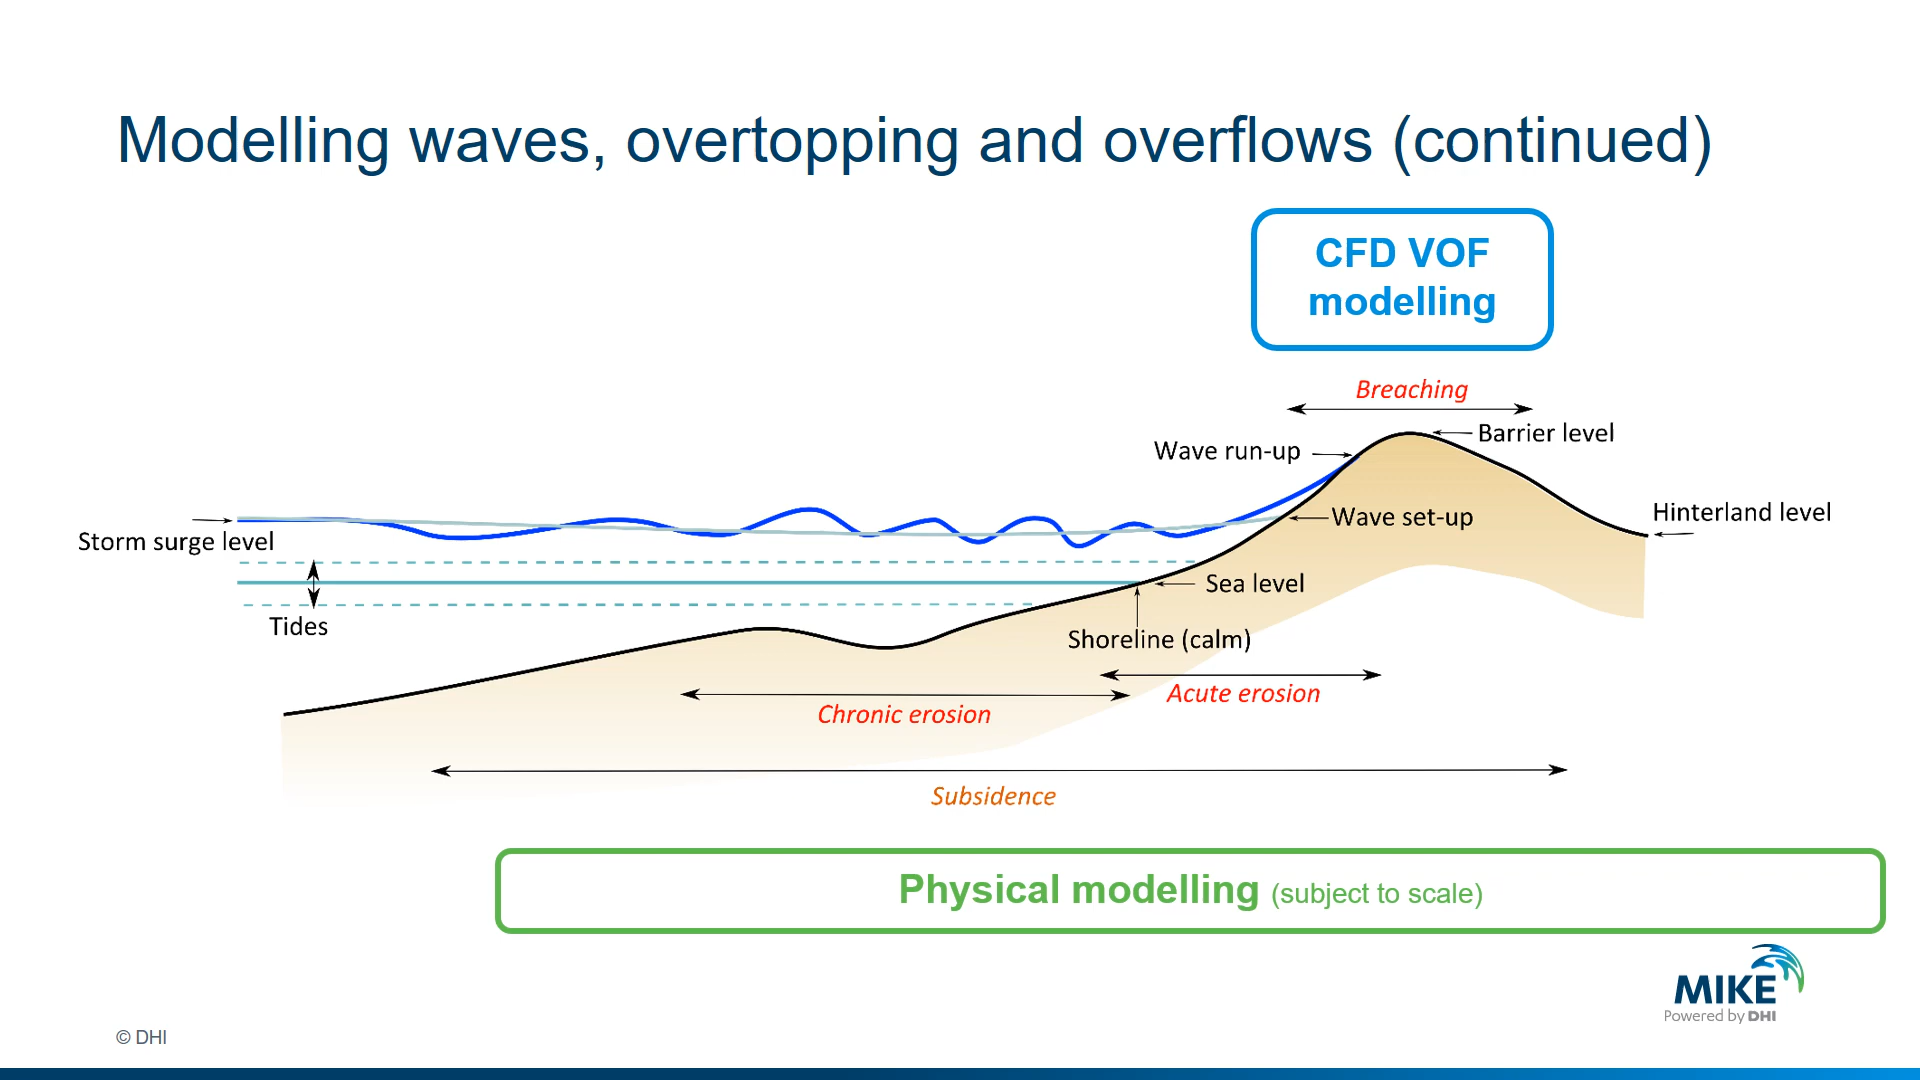 Modelling waves, overtopping and overflows (continued)
CFD VOF
modelling
Breaching
Barrier level
Wave run-up
Wave set-up
Hinterland level
Storm surge level
Sea level
Tides
Shoreline (calm)
Acute erosion
Chronic erosion
Subsidence
Physical modelling (subject to scale)
MIKE
Powered by DHI
© DHI